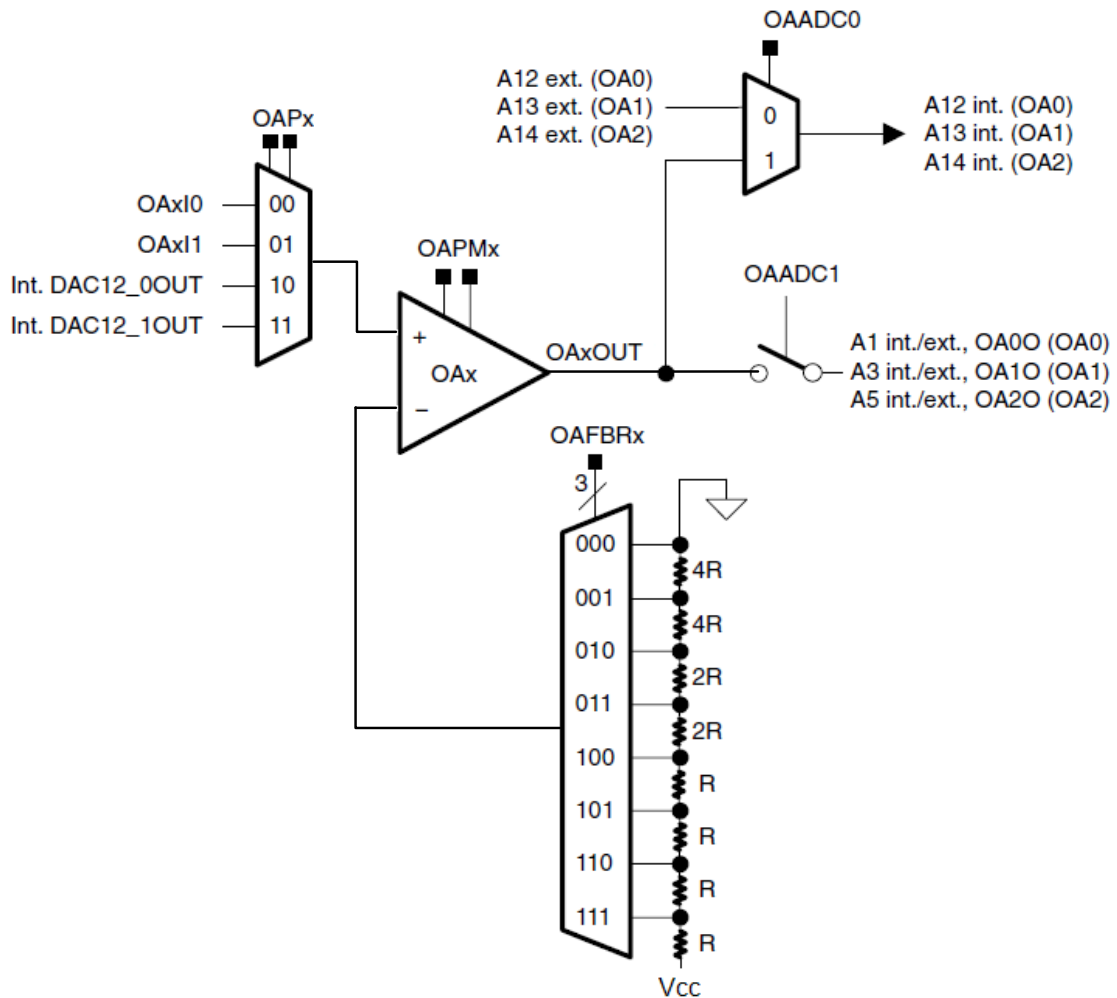 OAADC0
A12 ext. (OA0)
A13 ext. (OA1)
A14 ext. (OA2)
0
1
A12 int. (OA0)
A13 int. (OA1)
A14 int. (OA2)
OAPx
OAxI0
OAxI1
Int. DAC12_0OUT
Int. DAC12_1OUT
00
01
10
11
OAPMx
+
OAx
−
OAxOUT
OAADC1
A1 int./ext., OA0O (OA0)
A3 int./ext., OA1O (OA1)
A5 int./ext., OA2O (OA2)
OAFBRx
3
000
4R
001
4R
010
2R
011
2R
100
R
101
R
110
R
111
R
Vcc